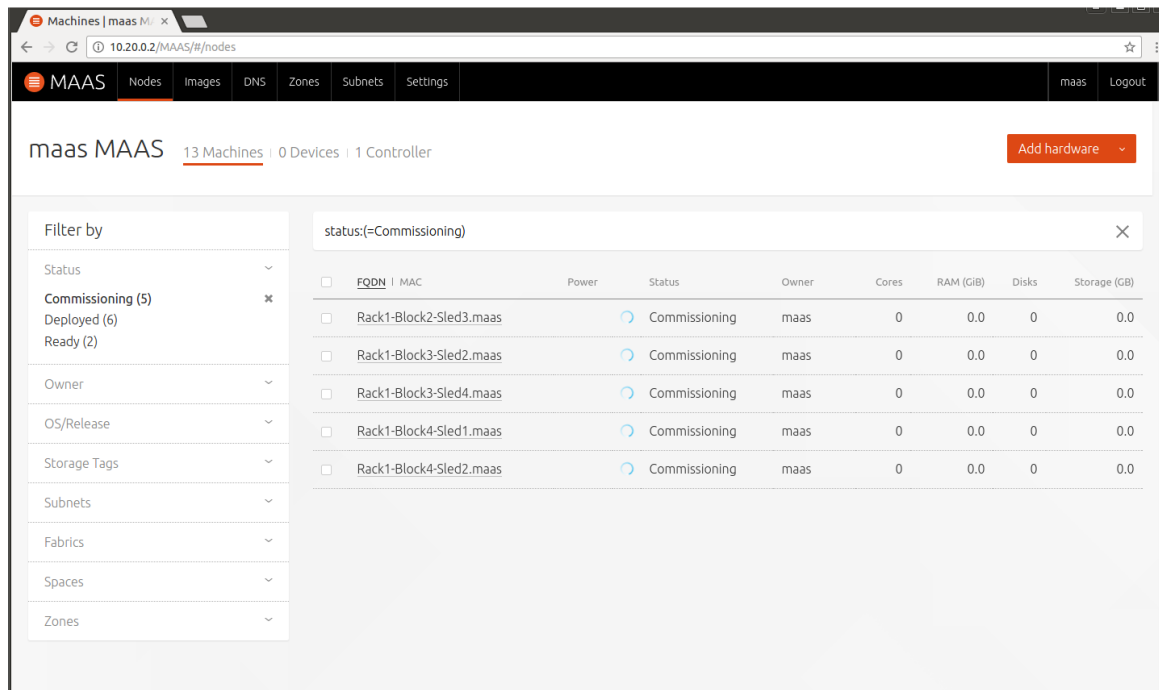 Machines | maas M
10.20.0.2/MAAS/#/nodes
MAAS Nodes Images DNS Zones Subnets Settings maas Logout
maas MAAS 13 Machines | 0 Devices | 1 Controller Add hardware
Filter by
status:(=Commissioning)
Status
Commissioning (5)
Deployed (6)
Ready (2)
Owner
OS/Release
Storage Tags
Subnets
Fabrics
Spaces
Zones
FQDN | MAC Power Status Owner Cores RAM (GiB) Disks Storage (GB)
Rack1-Block2-Sled3.maas Commissioning maas 0 0.0 0 0.0
Rack1-Block3-Sled2.maas Commissioning maas 0 0.0 0 0.0
Rack1-Block3-Sled4.maas Commissioning maas 0 0.0 0 0.0
Rack1-Block4-Sled1.maas Commissioning maas 0 0.0 0 0.0
Rack1-Block4-Sled2.maas Commissioning maas 0 0.0 0 0.0